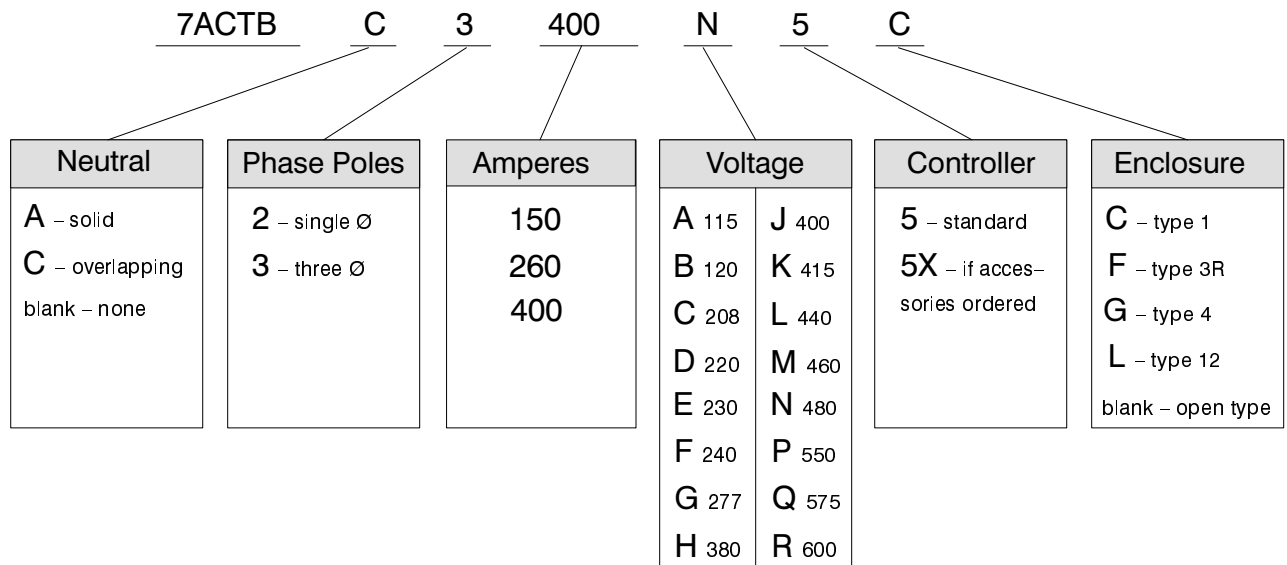 7ACTB C 3 400 N 5 C
Neutral
A – solid
C – overlapping
blank – none
Phase Poles
2 – single Ø
3 – three Ø
Amperes
150
260
400
Voltage
A 115 J 400
B 120 K 415
C 208 L 440
D 220 M 460
E 230 N 480
F 240 P 550
G 277 Q 575
H 380 R 600
Controller
5 – standard
5X – if acces–
sories ordered
Enclosure
C – type 1
F – type 3R
G – type 4
L – type 12
blank – open type